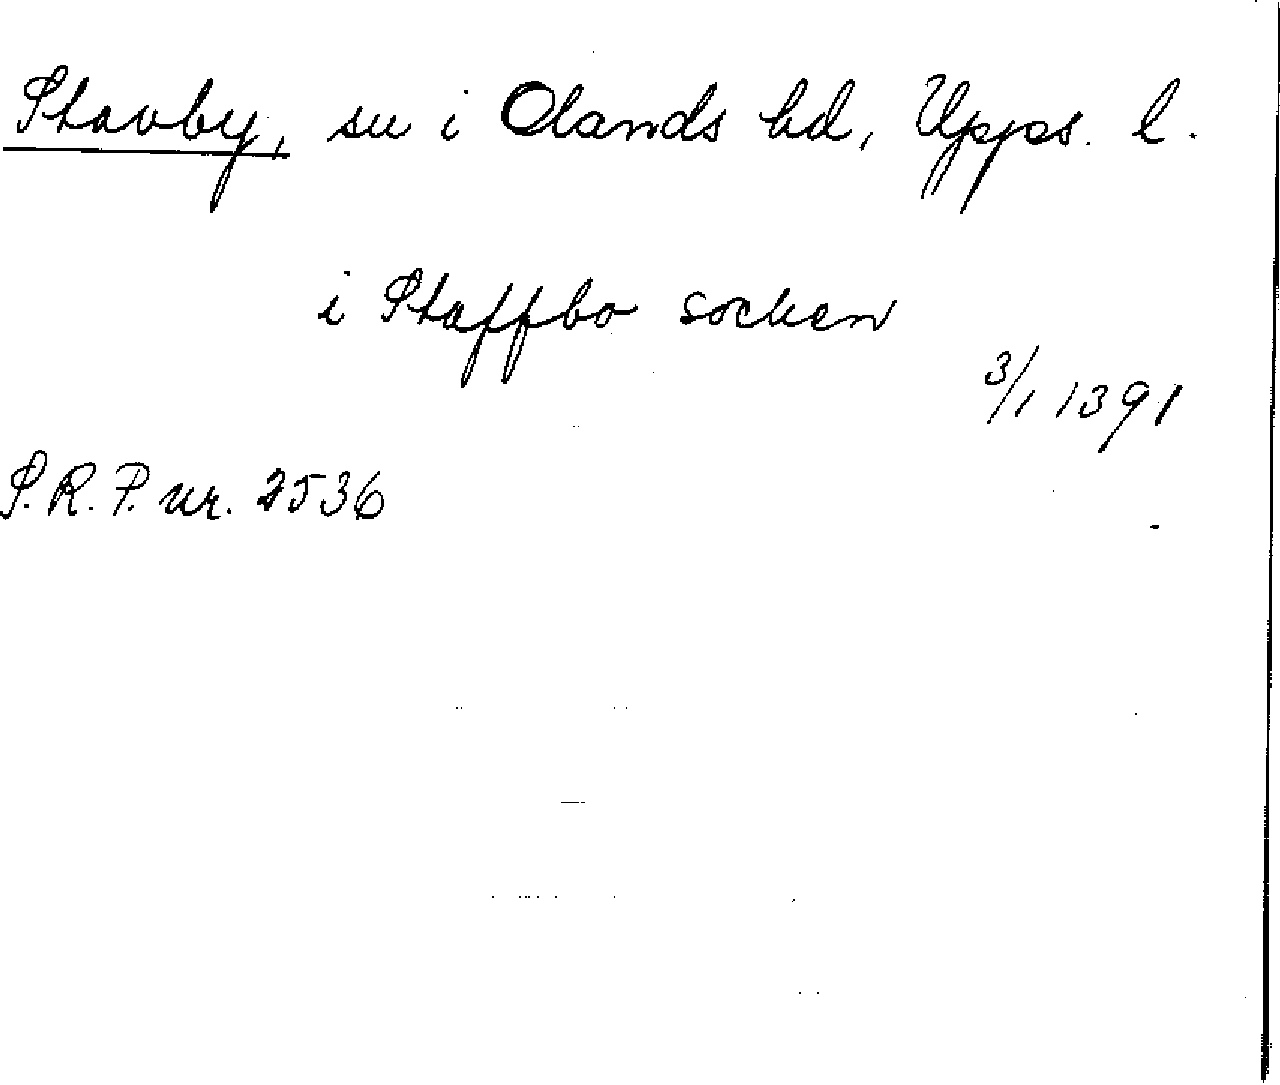 Stavby, sn i Olands hd, Upps. l.
i Staffbo socken
3/1 1391
S.R.P. nr. 2536